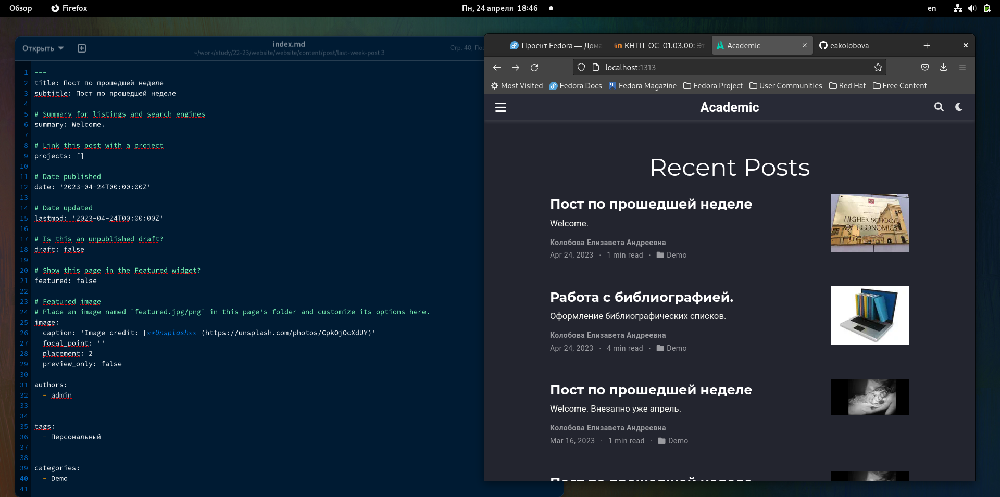 Обзор
Firefox
Пн, 24 апреля 18:46
en
Открыть
index.md
~/work/study/22-23/website/website/content/post/last-week-post 3
Стр. 40,
1 ---
2 title: Пост по прошедшей неделе
3 subtitle: Пост по прошедшей неделе
4
5 # Summary for listings and search engines
6 summary: Welcome.
7
8 # Link this post with a project
9 projects: []
10
11 # Date published
12 date: '2023-04-24T00:00:00Z'
13
14 # Date updated
15 lastmod: '2023-04-24T00:00:00Z'
16
17 # Is this an unpublished draft?
18 draft: false
19
20 # Show this page in the Featured widget?
21 featured: false
22
23 # Featured image
24 # Place an image named `featured.jpg/png` in this page's folder and customize its options here.
25 image:
26 caption: 'Image credit: [**Unsplash**](https://unsplash.com/photos/CpkOjOcXdUY)'
27 focal_point: ''
28 placement: 2
29 preview_only: false
30
31 authors:
32 - admin
33
34
35 tags:
36 - Персональный
37
38
39 categories:
40 - Demo
41
Проект Fedora — Дома
КНТП_ОС_01.03.00: Эт
Academic
eakolobova
localhost:1313
Most Visited
Fedora Docs
FM Fedora Magazine
Fedora Project
User Communities
Red Hat
Free Content
Academic
Recent Posts
Пост по прошедшей неделе
Welcome.
Колобова Елизавета Андреевна
Apr 24, 2023 · 1 min read · Demo
HIGHER SCHOOL
OF ECONOMICS
Работа с библиографией.
Оформление библиографических списков.
Колобова Елизавета Андреевна
Apr 24, 2023 · 4 min read · Demo
Пост по прошедшей неделе
Welcome. Внезапно уже апрель.
Колобова Елизавета Андреевна
Mar 16, 2023 · 1 min read · Demo
Пост по прошедшей неделе